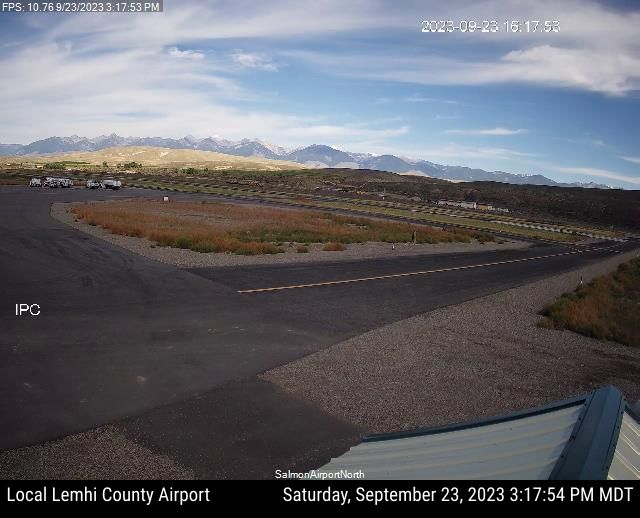 FPS: 10.76 9/23/2023 3:17:53 PM
2023-09-23 16:17:53
IPC
SalmonAirportNorth
Local Lemhi County Airport
Saturday, September 23, 2023 3:17:54 PM MDT